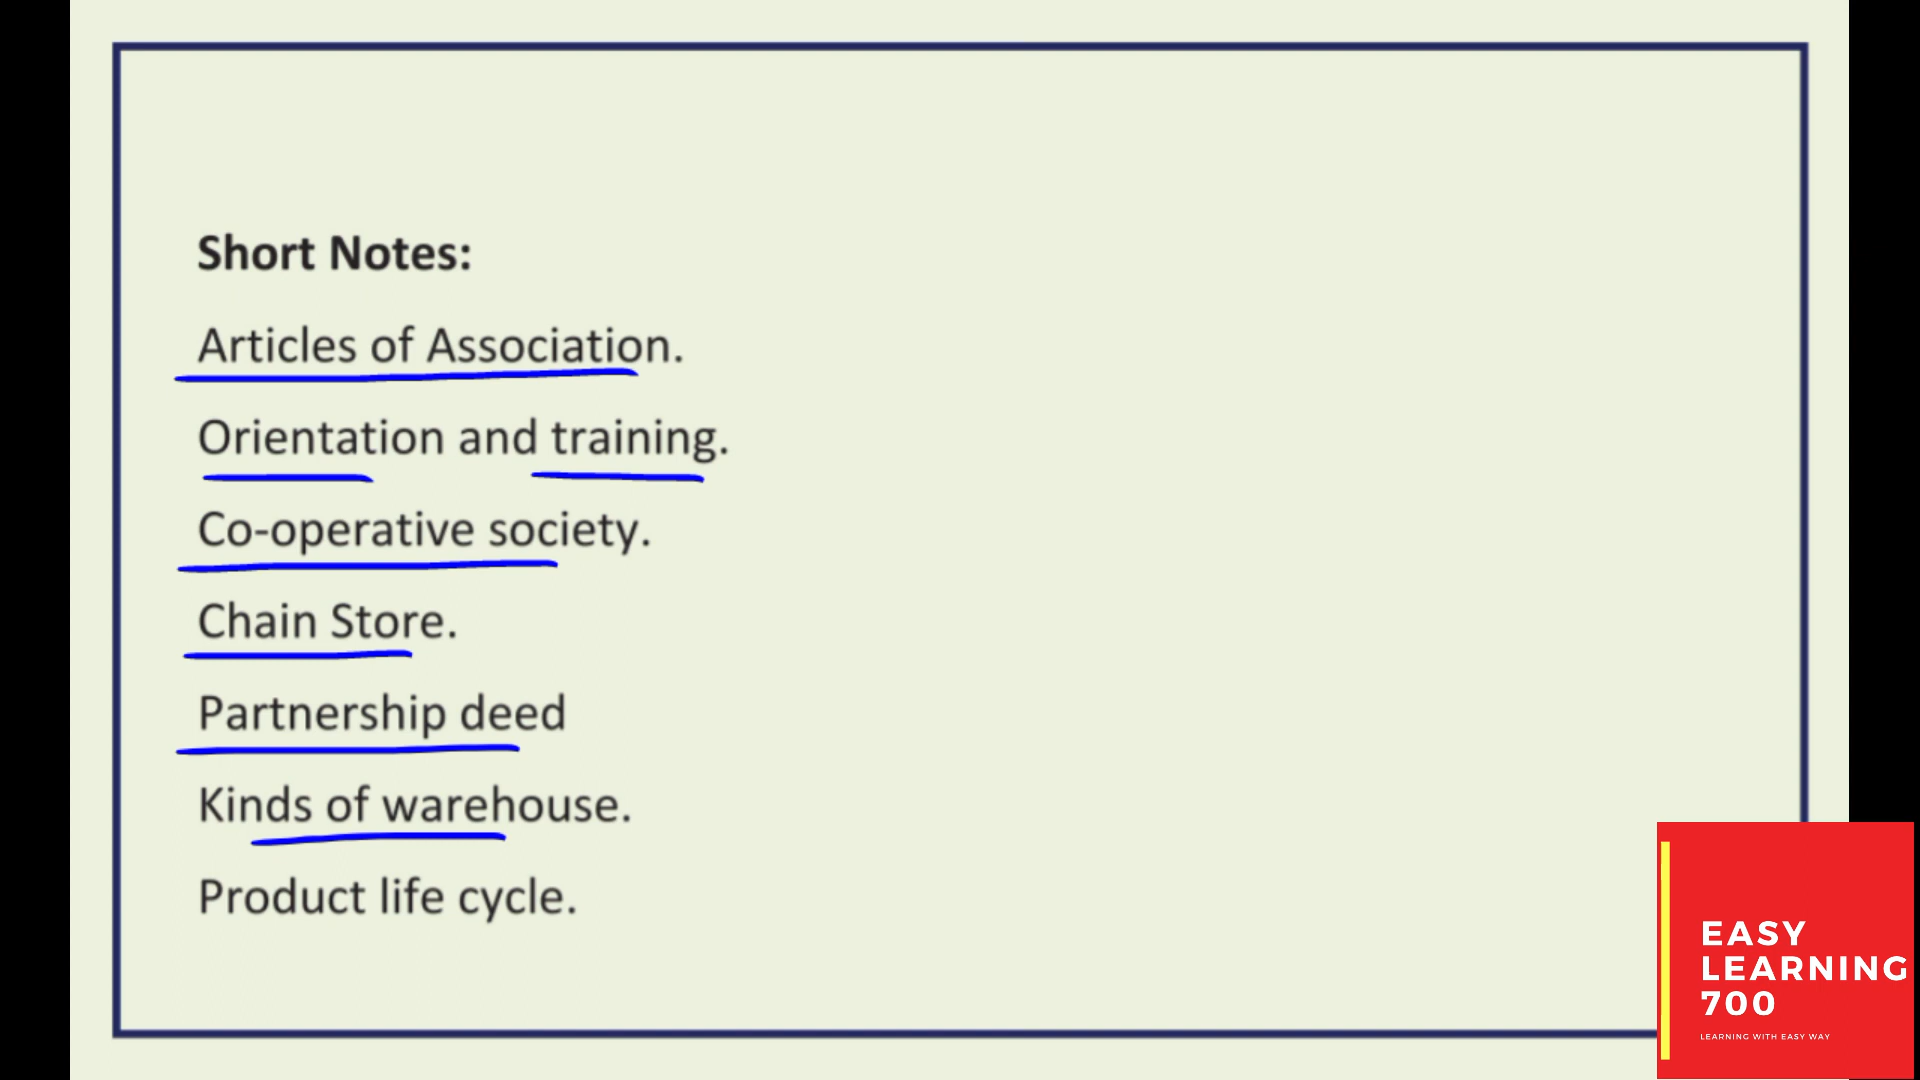 Short Notes:
Articles of Association.
Orientation and training.
Co-operative society.
Chain Store.
Partnership deed
Kinds of warehouse.
Product life cycle.
EASY
LEARNING
700
LEARNING WITH EASY WAY